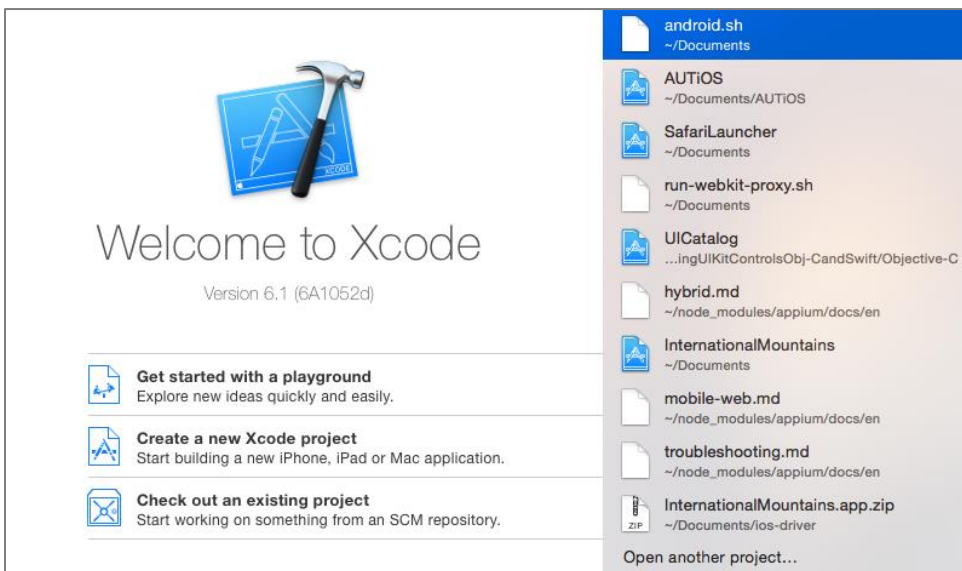 XCODE
Welcome to Xcode
Version 6.1 (6A1052d)
Get started with a playground
Explore new ideas quickly and easily.
Create a new Xcode project
Start building a new iPhone, iPad or Mac application.
Check out an existing project
Start working on something from an SCM repository.
android.sh
~/Documents
AUTiOS
~/Documents/AUTiOS
SafariLauncher
~/Documents
run-webkit-proxy.sh
~/Documents
UICatalog
...ingUIKitControlsObj-CandSwift/Objective-C
hybrid.md
~/node_modules/appium/docs/en
InternationalMountains
~/Documents
mobile-web.md
~/node_modules/appium/docs/en
troubleshooting.md
~/node_modules/appium/docs/en
InternationalMountains.app.zip
ZIP
~/Documents/ios-driver
Open another project...